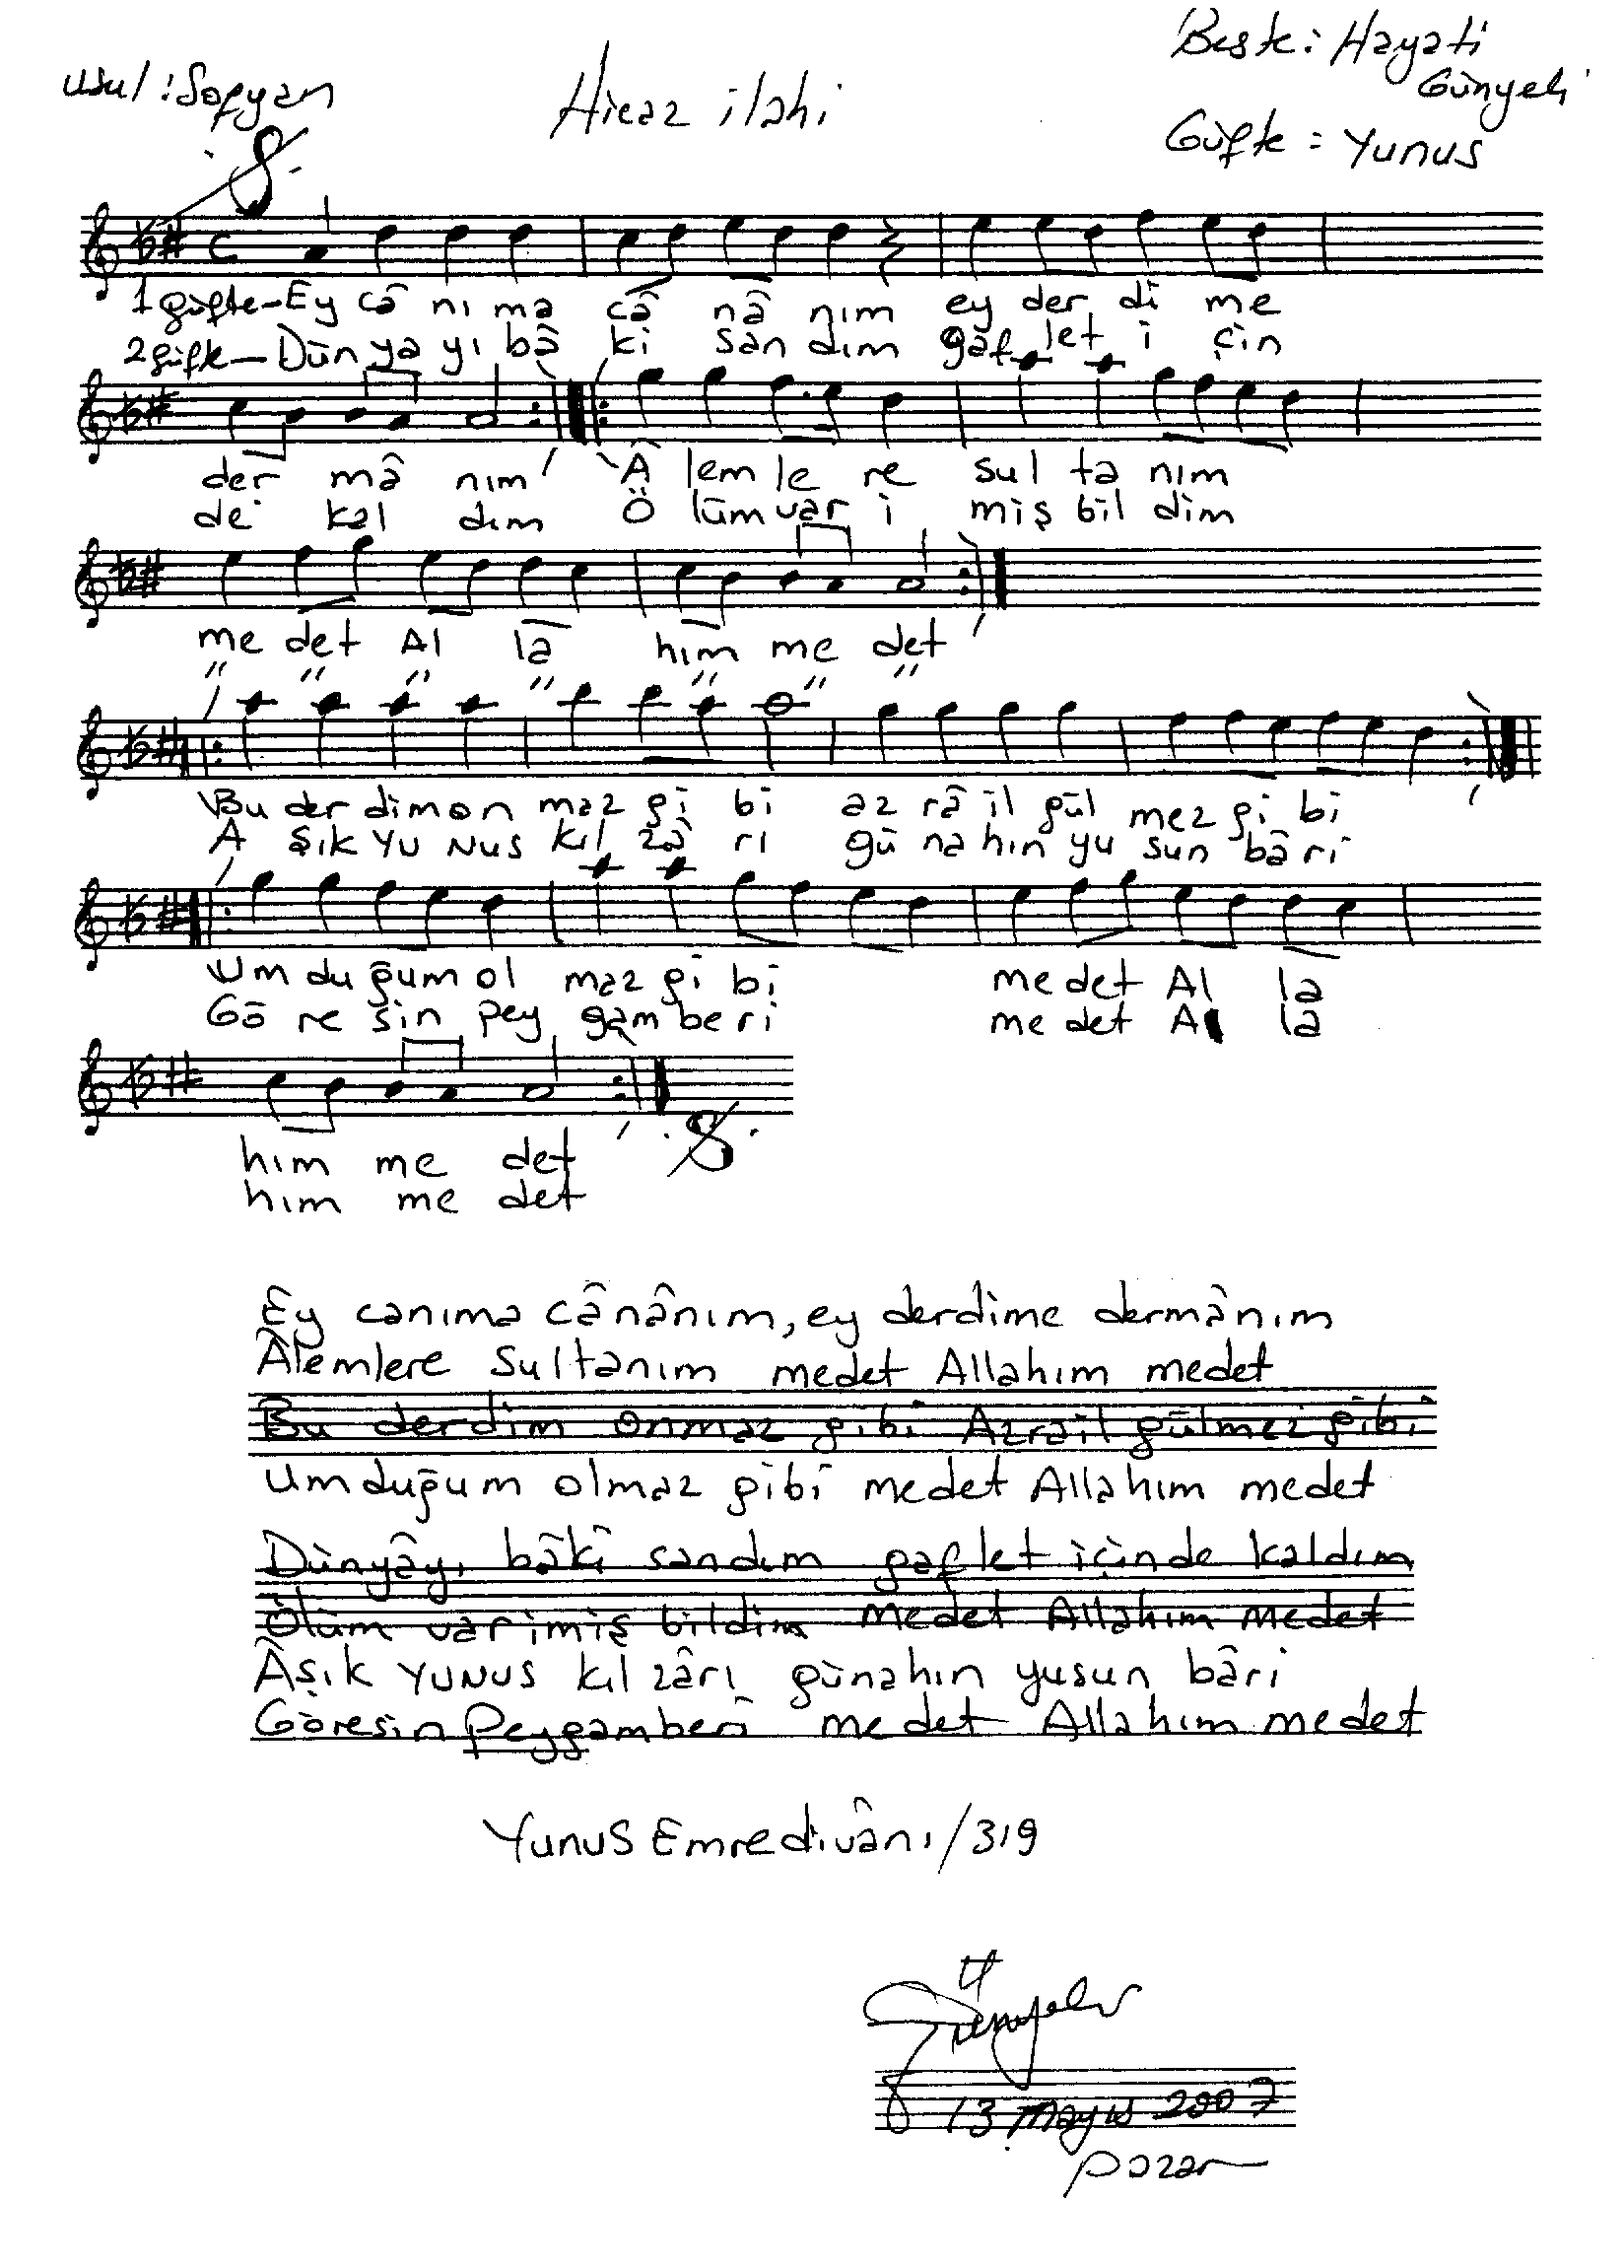 Usul : Sofyan
Hicaz ilahi
Beste : Hayati
Günyeli
Güfte = Yunus
1 güfte - Ey câ nı ma câ nâ nım ey der di me
2 güfte - Dün ya yı bâ ki san dım gaf let i çin
der mâ nım Â lem le re sul ta nım
de kal dım Ö lüm var i miş bil dim
me det Al la hım me det
" " " " " " "
Bu der dim on maz gi bi az râ il gül mez gi bi
A şık Yu Nus kıl zâ rı gü na hın yu sun bâ ri
Um du ğum ol maz gi bi me det Al la
Gö re sin pey gam be ri me det Al la
hım me det
hım me det
Ey canıma cânânım, ey derdime dermânım
Âlemlere sultanım medet Allahım medet
Bu derdim onmaz gibi Azrail gülmez gibi
Umduğum olmaz gibi medet Allahım medet
Dünyâyı bâkî sandım gaflet içinde kaldım
Ölüm var imiş bildim Medet Allahım Medet
Âşık YUNUS kıl zârı günahın yusun bâri
Göresin Peygamberi medet Allahım medet
Yunus Emre divânı/319
13 Mayıs 2007
Pazar